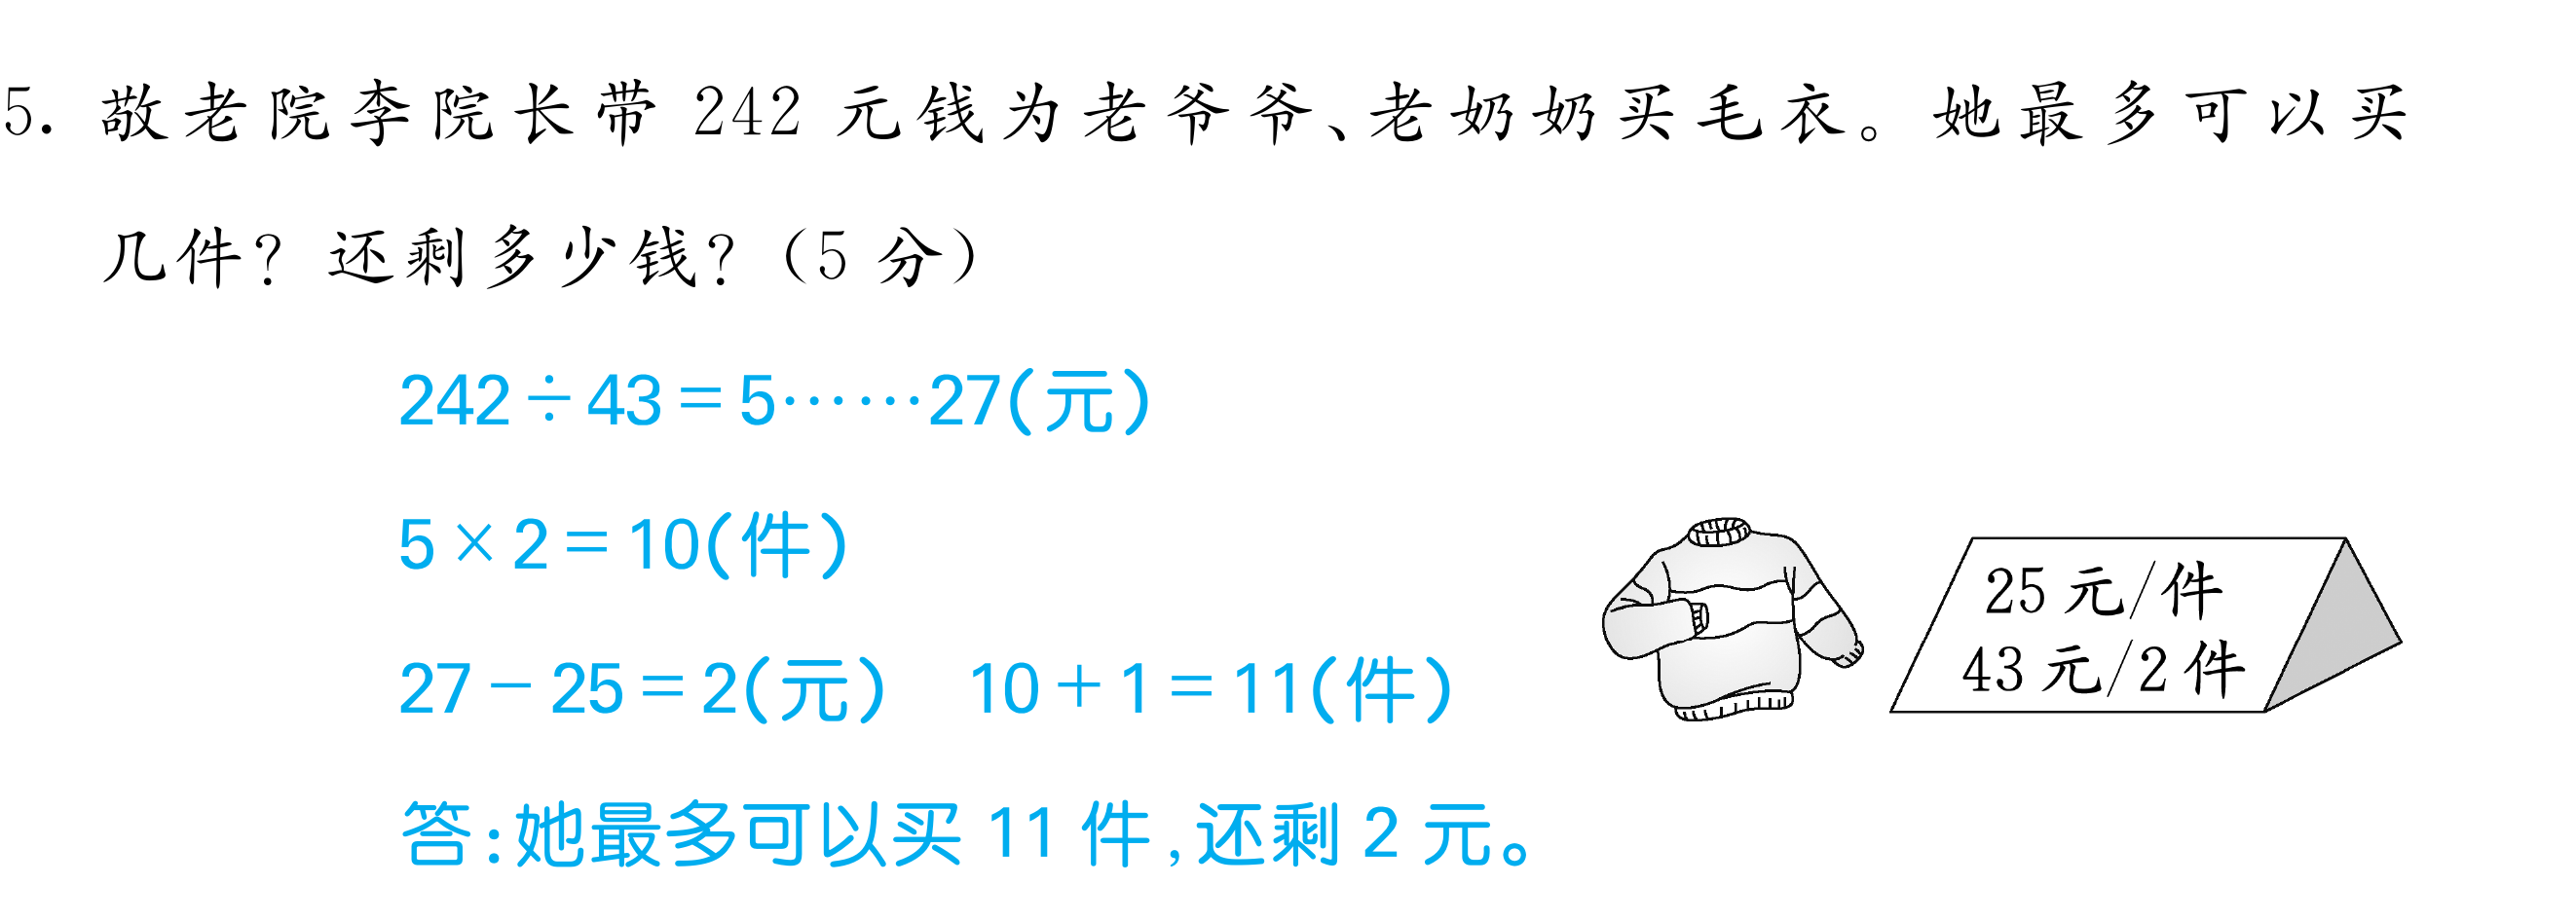 5. 敬老院李院长带 242 元钱为老爷爷、老奶奶买毛衣。她最多可以买
几件？还剩多少钱？（5 分）
242÷43=5……27(元)
5×2=10(件)
27-25=2(元) 10+1=11(件)
25 元/件
43 元/2 件
答:她最多可以买 11 件,还剩 2 元。